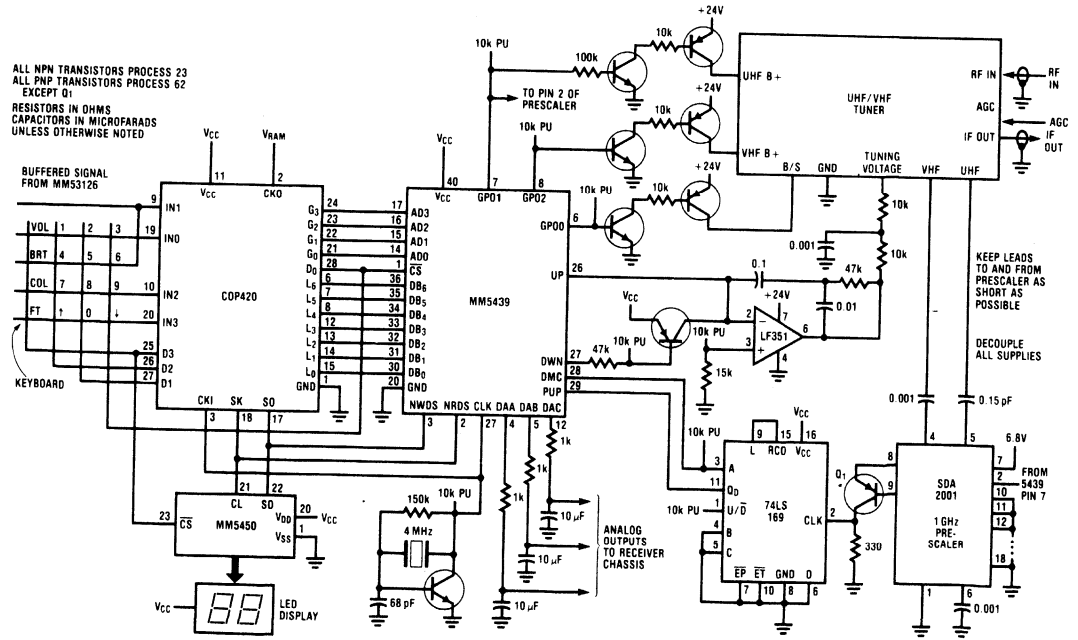 ALL NPN TRANSISTORS PROCESS 23
ALL PNP TRANSISTORS PROCESS 62
EXCEPT Q1
RESISTORS IN OHMS
CAPACITORS IN MICROFARADS
UNLESS OTHERWISE NOTED
BUFFERED SIGNAL
FROM MM53126
VCC
VRAM
11
2
VCC
CKO
9 IN1
19 IN0
10 IN2
20 IN3
25 D3
26 D2
27 D1
VOL 1 2 3
BRT 4 5 6
COL 7 8 9
FT ↑ 0 ↓
KEYBOARD
COP420
G3 24
G2 23
G1 22
G0 21
D0 28
L6 6
L5 7
L4 8
L3 12
L2 13
L1 14
L0 15
GND 1
CKI SK SO
3 18 17
VCC
40
VCC
10k PU
7
GPO1
10k PU
8
GPO2
TO PIN 2 OF
PRESCALER
17 AD3
16 AD2
15 AD1
14 AD0
1 CS
36 DB6
35 DB5
34 DB4
33 DB3
32 DB2
31 DB1
30 DB0
20 GND
MM5439
GPO0 6
UP 26
DWN 27
DMC 28
PUP 29
NWDS NRDS CLK DAA DAB DAC
3 2 27 4 5 12
10k PU
100k
10k
+24V
10k
+24V
10k
+24V
UHF B+
VHF B+
UHF/VHF
TUNER
RF IN
RF
IN
AGC
AGC
IF OUT
IF
OUT
B/S
GND
TUNING
VOLTAGE
VHF
UHF
10k
0.001
10k
0.1
47k
0.01
+24V
VCC
10k PU
2
3
7
LF351
6
4
15k
47k
10k PU
KEEP LEADS
TO AND FROM
PRESCALER AS
SHORT AS
POSSIBLE
DECOUPLE
ALL SUPPLIES
0.001
0.15 pF
21 22
CL SD
23 CS
MM5450
VDD 20 VCC
VSS 1
VCC
88
LED
DISPLAY
150k
10k PU
4 MHz
68 pF
1k
1k
1k
10 μF
10 μF
10 μF
ANALOG
OUTPUTS
TO RECEIVER
CHASSIS
10k PU
10k PU
VCC
9 15 16
L RCO VCC
3 A
11 QD
1 U/D
4 B
5 C
74LS
169
CLK 2
EP ET GND D
7 10 8 6
Q1
330
4 5
8
9
SDA
2001
1 GHz
PRE-
SCALER
6.8V
7
2
10
11
12
18
FROM
5439
PIN 7
1 6
0.001